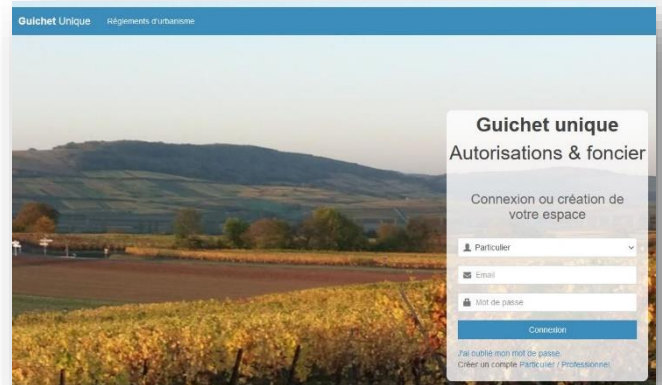 Guichet Unique Règlements d'urbanisme
Guichet unique
Autorisations & foncier
Connexion ou création de
votre espace
Particulier
Email
Mot de passe
Connexion
J'ai oublié mon mot de passe
Créer un compte Particulier / Professionnel